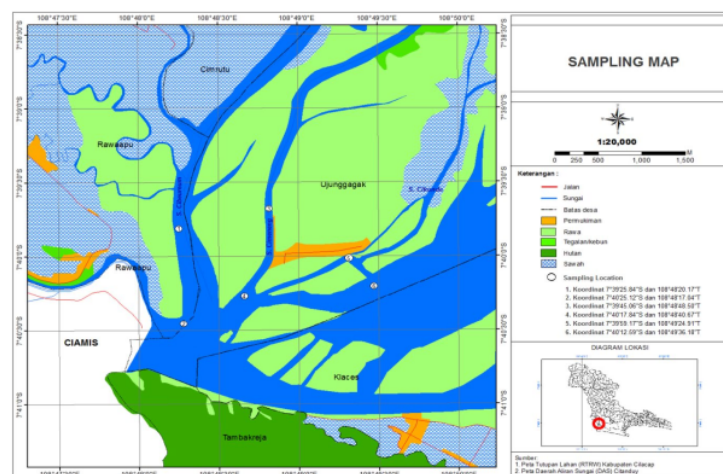 108°47'30"S 108°48'0"S 108°48'30"S 108°49'0"S 108°49'30"S 108°50'0"S
7°38'30"S
7°39'0"S
7°39'30"S
7°40'0"S
7°40'30"S
7°41'0"S
Cimrutu
Rawaapu
Ujunggagak
Rawaapu
CIAMIS
Klaces
Tambakreja
SAMPLING MAP
1:20,000
0 250 500 1,000 1,500
M
Keterangan :
Jalan
Sungai
Batas desa
Permukiman
Rawa
Tegalan/kebun
Hutan
Sawah
Sampling Location
1. Koordinat 7°39'25.84"S dan 108°48'20.17"T
2. Koordinat 7°40'25.12"S dan 108°48'17.04"T
3. Koordinat 7°39'45.06"S dan 108°48'48.50"T
4. Koordinat 7°40'17.84"S dan 108°48'40.67"T
5. Koordinat 7°39'59.17"S dan 108°49'24.91"T
6. Koordinat 7°40'12.59"S dan 108°49'36.18"T
DIAGRAM LOKASI
Sumber
1. Peta Tutupan Lahan (RTRW) Kabupaten Cilacap
2. Peta Daerah Aliran Sungai (DAS) Citanduy